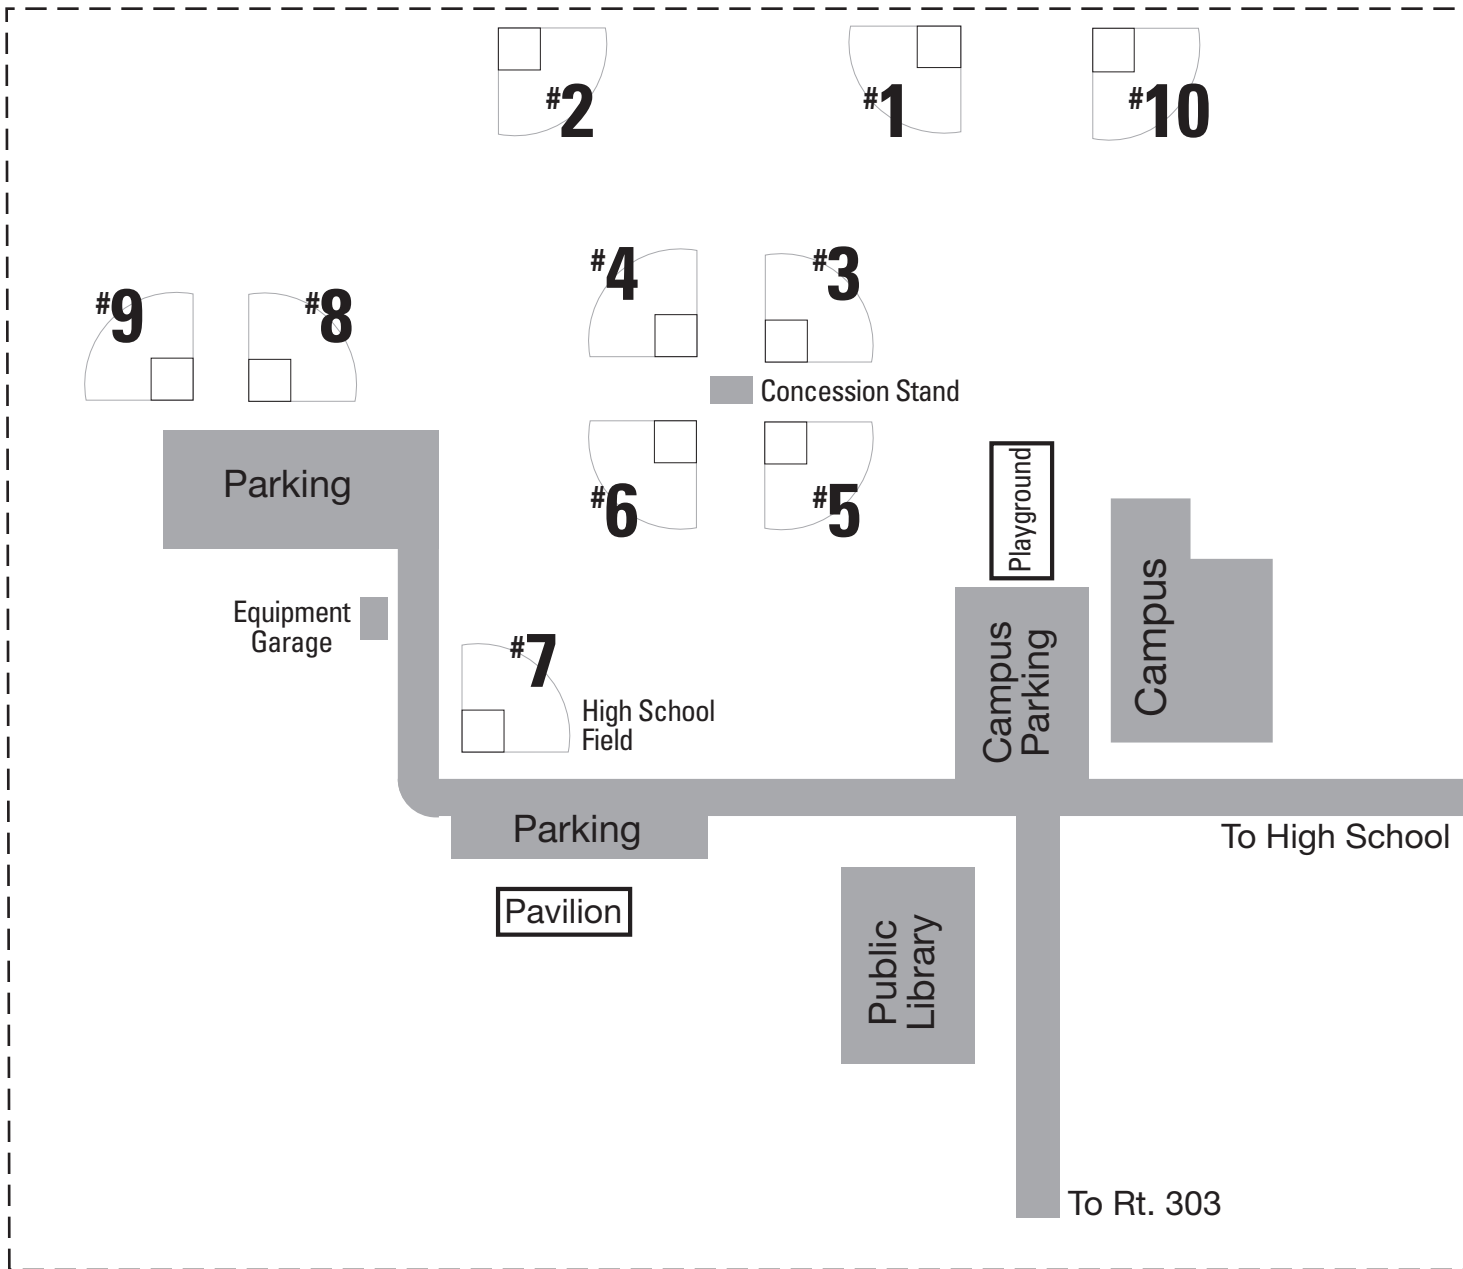 #2
#1
#10
#4
#3
#9
#8
Concession Stand
Parking
#6
#5
Playground
Campus
Equipment
Garage
#7
High School
Field
Campus
Parking
Parking
To High School
Pavilion
Public
Library
To Rt. 303